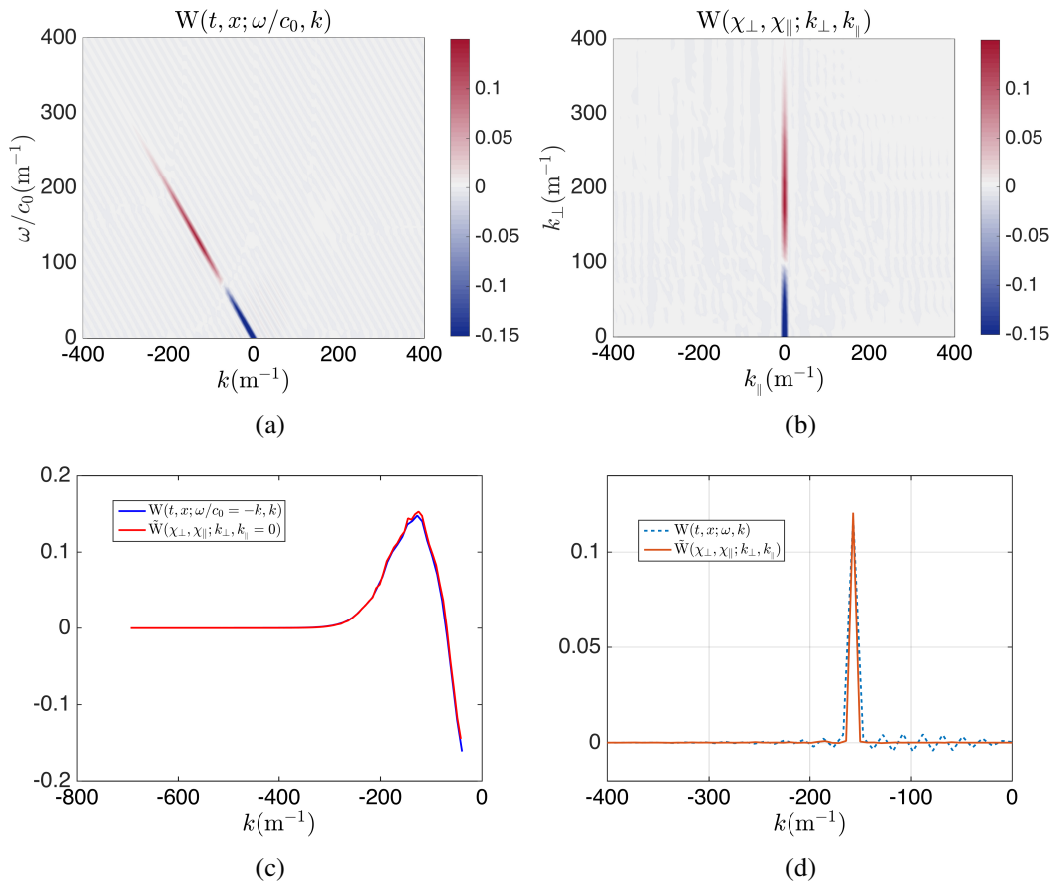 W(t, x; ω/c₀, k)
400
300
200
100
0
ω/c₀(m⁻¹)
-400 -200 0 200 400
k(m⁻¹)
0.1
0.05
0
-0.05
-0.1
-0.15
(a)
W(χ⊥, χ∥; k⊥, k∥)
400
300
200
100
0
k⊥(m⁻¹)
-400 -200 0 200 400
k∥(m⁻¹)
0.1
0.05
0
-0.05
-0.1
-0.15
(b)
0.2
0.1
0
-0.1
-0.2
W(t, x; ω/c₀ = −k, k)
W̃(χ⊥, χ∥; k⊥, k∥ = 0)
-800 -600 -400 -200 0
k(m⁻¹)
(c)
0.1
0.05
0
W(t, x; ω, k)
W̃(χ⊥, χ∥; k⊥, k∥)
-400 -300 -200 -100 0
k(m⁻¹)
(d)